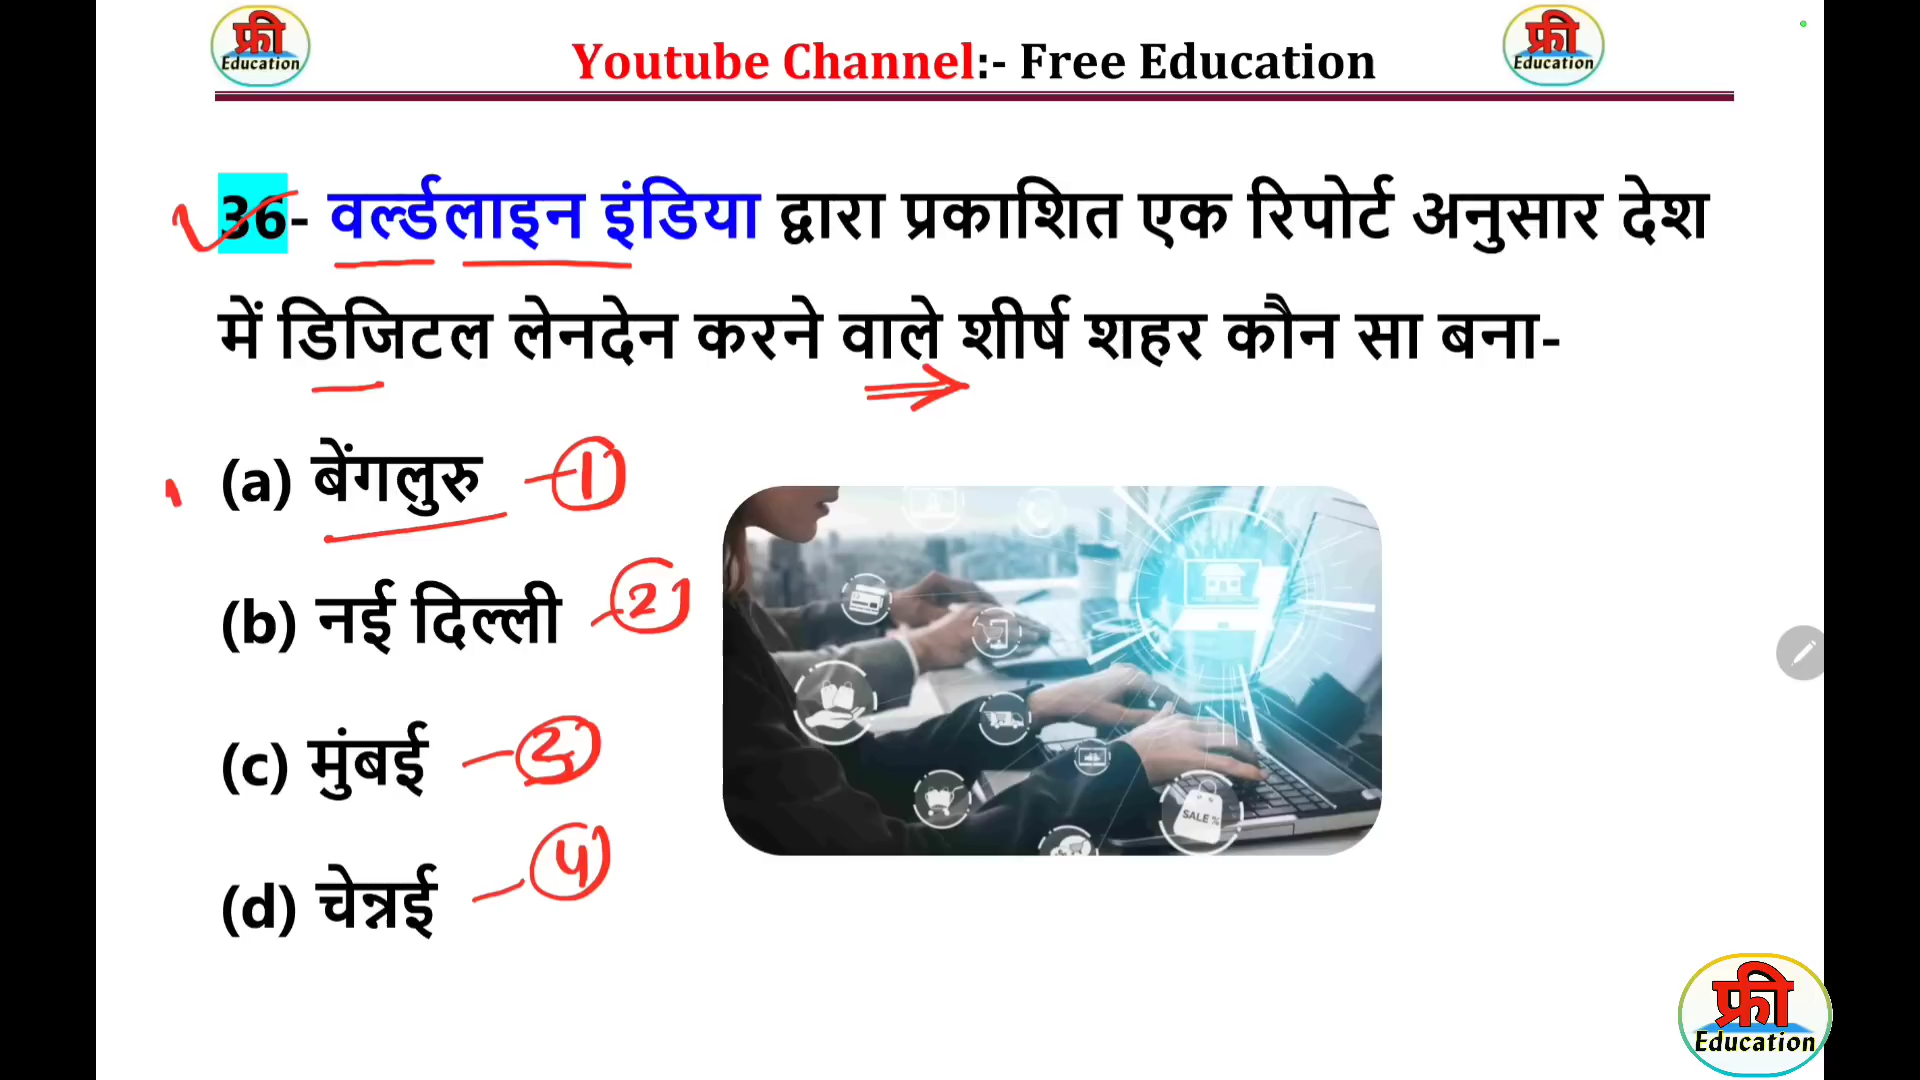 फ्री
Education
Youtube Channel:- Free Education
फ्री
Education
36- वर्ल्डलाइन इंडिया द्वारा प्रकाशित एक रिपोर्ट अनुसार देश
में डिजिटल लेनदेन करने वाले शीर्ष शहर कौन सा बना-
(a) बेंगलुरु - 1
(b) नई दिल्ली - 2
(c) मुंबई - 3
(d) चेन्नई - 4
SALE %
फ्री
Education